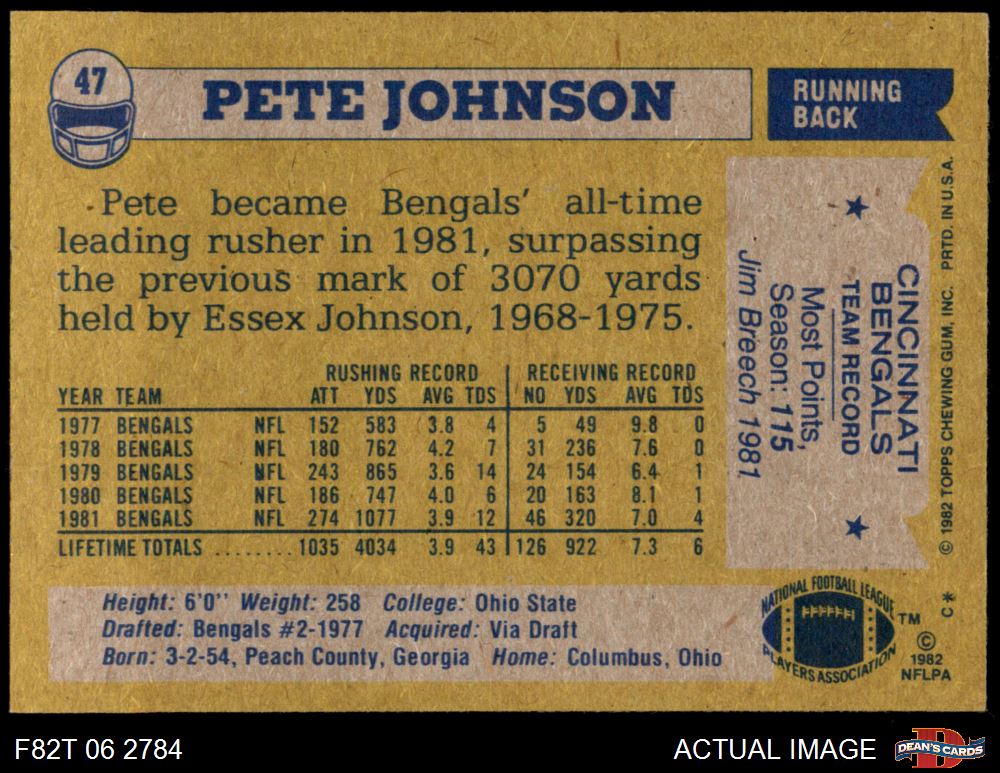 47
PETE JOHNSON
RUNNING
BACK
Pete became Bengals' all-time
leading rusher in 1981, surpassing
the previous mark of 3070 yards
held by Essex Johnson, 1968-1975.
RUSHING RECORD RECEIVING RECORD
YEAR TEAM ATT YDS AVG TDS NO YDS AVG TDS
1977 BENGALS NFL 152 583 3.8 4 5 49 9.8 0
1978 BENGALS NFL 180 762 4.2 7 31 236 7.6 0
1979 BENGALS NFL 243 865 3.6 14 24 154 6.4 1
1980 BENGALS NFL 186 747 4.0 6 20 163 8.1 1
1981 BENGALS NFL 274 1077 3.9 12 46 320 7.0 4
LIFETIME TOTALS ........ 1035 4034 3.9 43 126 922 7.3 6
Height: 6'0" Weight: 258 College: Ohio State
Drafted: Bengals #2-1977 Acquired: Via Draft
Born: 3-2-54, Peach County, Georgia Home: Columbus, Ohio
CINCINNATI
BENGALS
TEAM RECORD
Most Points,
Season: 115
Jim Breech 1981
© 1982 TOPPS CHEWING GUM, INC. PRTD. IN U.S.A.
C*
NATIONAL FOOTBALL LEAGUE
PLAYERS ASSOCIATION
TM
©
1982
NFLPA
F82T 06 2784
ACTUAL IMAGE
D
DEAN'S CARDS